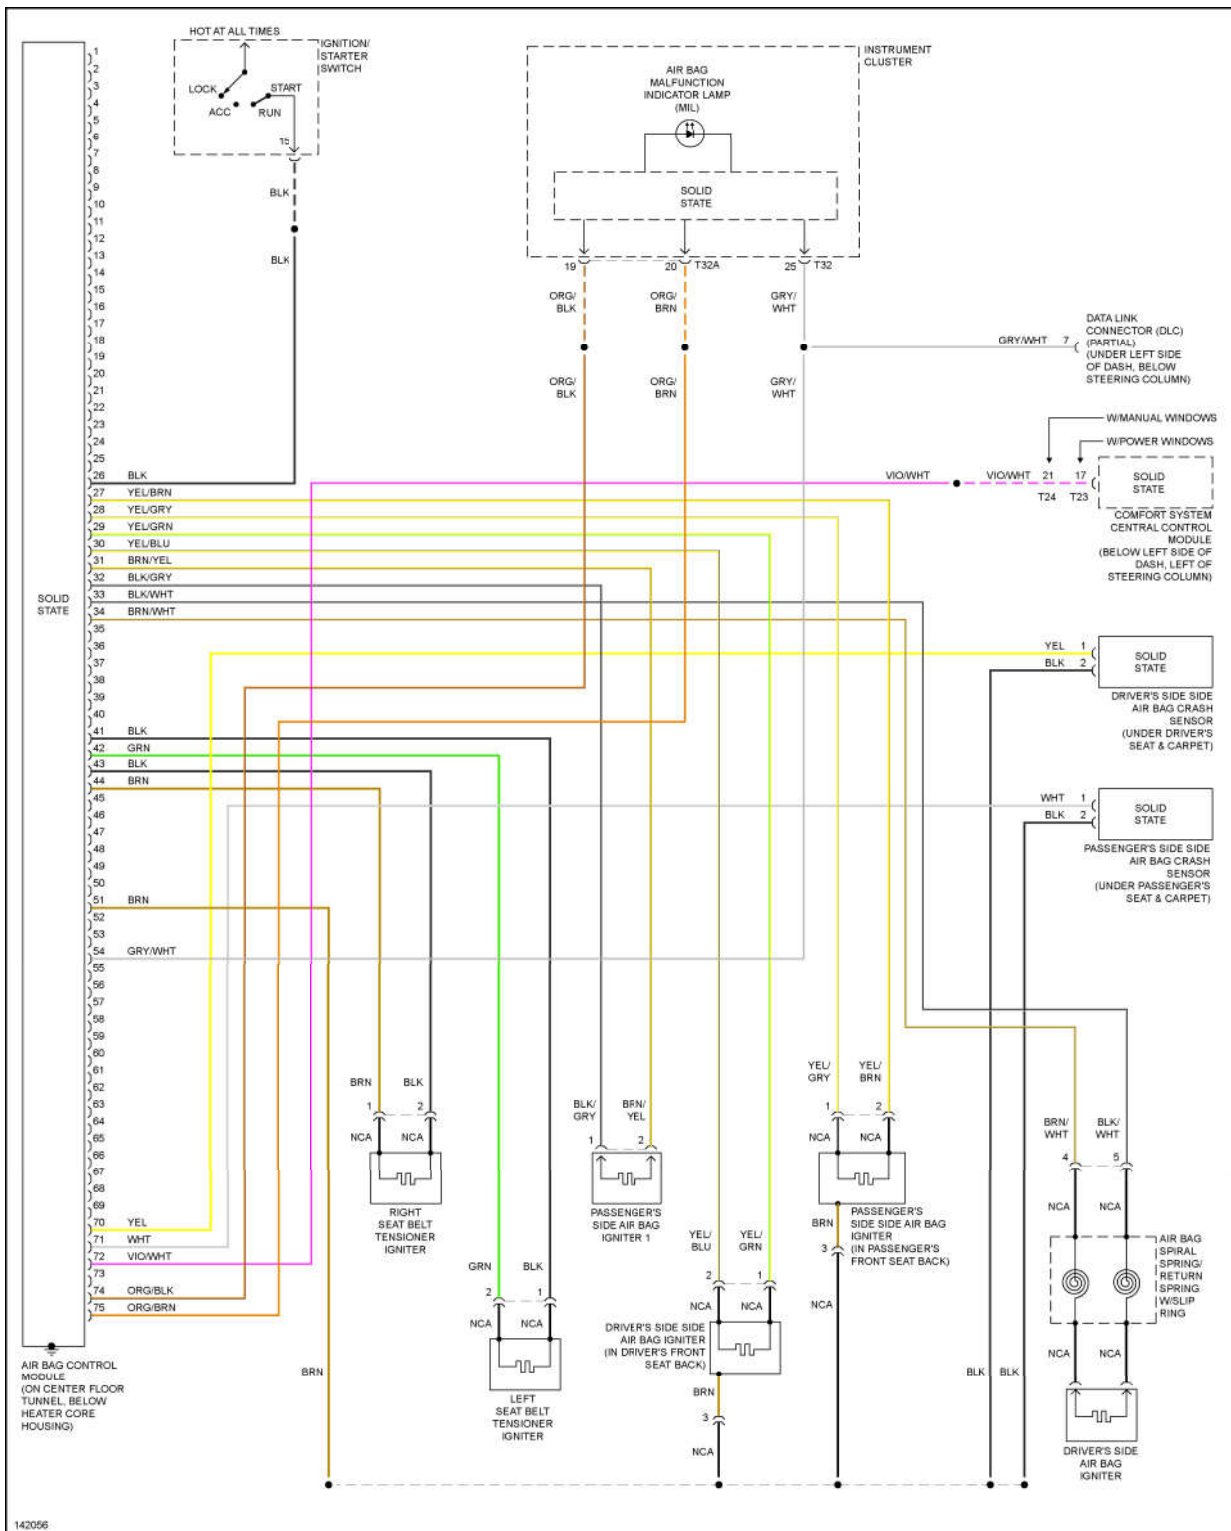 HOT AT ALL TIMES
IGNITION/
STARTER
SWITCH
LOCK
START
ACC
RUN
15
BLK
BLK
INSTRUMENT
CLUSTER
AIR BAG
MALFUNCTION
INDICATOR LAMP
(MIL)
SOLID
STATE
19
20
T32A
25
T32
ORG/
BLK
ORG/
BRN
GRY/
WHT
ORG/
BLK
ORG/
BRN
GRY/
WHT
GRY/WHT 7
DATA LINK
CONNECTOR (DLC)
(PARTIAL)
(UNDER LEFT SIDE
OF DASH, BELOW
STEERING COLUMN)
W/MANUAL WINDOWS
W/POWER WINDOWS
VIO/WHT
VIO/WHT
21
17
T24
T23
SOLID
STATE
COMFORT SYSTEM
CENTRAL CONTROL
MODULE
(BELOW LEFT SIDE OF
DASH, LEFT OF
STEERING COLUMN)
1
2
3
4
5
6
7
8
9
10
11
12
13
14
15
16
17
18
19
20
21
22
23
24
25
26 BLK
27 YEL/BRN
28 YEL/GRY
29 YEL/GRN
30 YEL/BLU
31 BRN/YEL
32 BLK/GRY
33 BLK/WHT
34 BRN/WHT
35
36
37
38
39
40
41 BLK
42 GRN
43 BLK
44 BRN
45
46
47
48
49
50
51 BRN
52
53
54 GRY/WHT
55
56
57
58
59
60
61
62
63
64
65
66
67
68
69
70 YEL
71 WHT
72 VIO/WHT
73
74 ORG/BLK
75 ORG/BRN
SOLID
STATE
AIR BAG CONTROL
MODULE
(ON CENTER FLOOR
TUNNEL, BELOW
HEATER CORE
HOUSING)
YEL 1
BLK 2
SOLID
STATE
DRIVER'S SIDE SIDE
AIR BAG CRASH
SENSOR
(UNDER DRIVER'S
SEAT & CARPET)
WHT 1
BLK 2
SOLID
STATE
PASSENGER'S SIDE SIDE
AIR BAG CRASH
SENSOR
(UNDER PASSENGER'S
SEAT & CARPET)
BRN
BLK
1
2
NCA
NCA
RIGHT
SEAT BELT
TENSIONER
IGNITER
GRN
BLK
2
1
NCA
NCA
LEFT
SEAT BELT
TENSIONER
IGNITER
BLK/
GRY
BRN/
YEL
1
2
PASSENGER'S
SIDE AIR BAG
IGNITER 1
YEL/
BLU
YEL/
GRN
2
1
NCA
NCA
DRIVER'S SIDE SIDE
AIR BAG IGNITER
(IN DRIVER'S FRONT
SEAT BACK)
BRN
3
NCA
YEL/
GRY
YEL/
BRN
1
2
NCA
NCA
PASSENGER'S
SIDE SIDE AIR BAG
IGNITER
(IN PASSENGER'S
FRONT SEAT BACK)
BRN
3
NCA
BRN/
WHT
BLK/
WHT
4
5
NCA
NCA
AIR BAG
SPIRAL
SPRING/
RETURN
SPRING
W/SLIP
RING
NCA
NCA
DRIVER'S SIDE
AIR BAG
IGNITER
BRN
BLK
BLK
142056